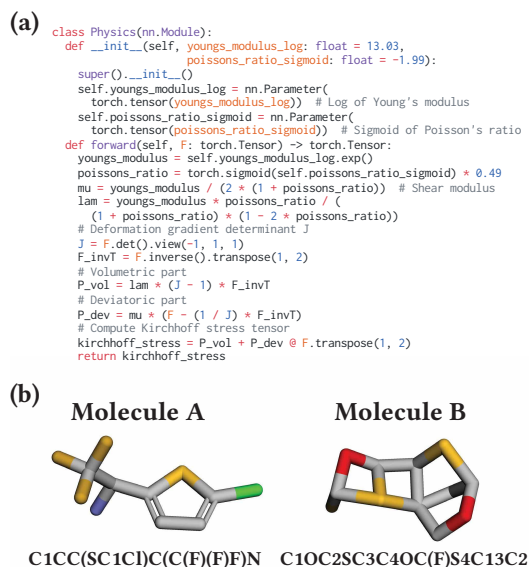 (a)
class Physics(nn.Module):
def __init__(self, youngs_modulus_log: float = 13.03,
poissons_ratio_sigmoid: float = -1.99):
super().__init__()
self.youngs_modulus_log = nn.Parameter(
torch.tensor(youngs_modulus_log)) # Log of Young's modulus
self.poissons_ratio_sigmoid = nn.Parameter(
torch.tensor(poissons_ratio_sigmoid)) # Sigmoid of Poisson's ratio
def forward(self, F: torch.Tensor) -> torch.Tensor:
youngs_modulus = self.youngs_modulus_log.exp()
poissons_ratio = torch.sigmoid(self.poissons_ratio_sigmoid) * 0.49
mu = youngs_modulus / (2 * (1 + poissons_ratio)) # Shear modulus
lam = youngs_modulus * poissons_ratio / (
(1 + poissons_ratio) * (1 - 2 * poissons_ratio))
# Deformation gradient determinant J
J = F.det().view(-1, 1, 1)
F_invT = F.inverse().transpose(1, 2)
# Volumetric part
P_vol = lam * (J - 1) * F_invT
# Deviatoric part
P_dev = mu * (F - (1 / J) * F_invT)
# Compute Kirchhoff stress tensor
kirchhoff_stress = P_vol + P_dev @ F.transpose(1, 2)
return kirchhoff_stress
(b)
Molecule A
Molecule B
C1CC(SC1Cl)C(C(F)(F)F)N
C1OC2SC3C4OC(F)S4C13C2